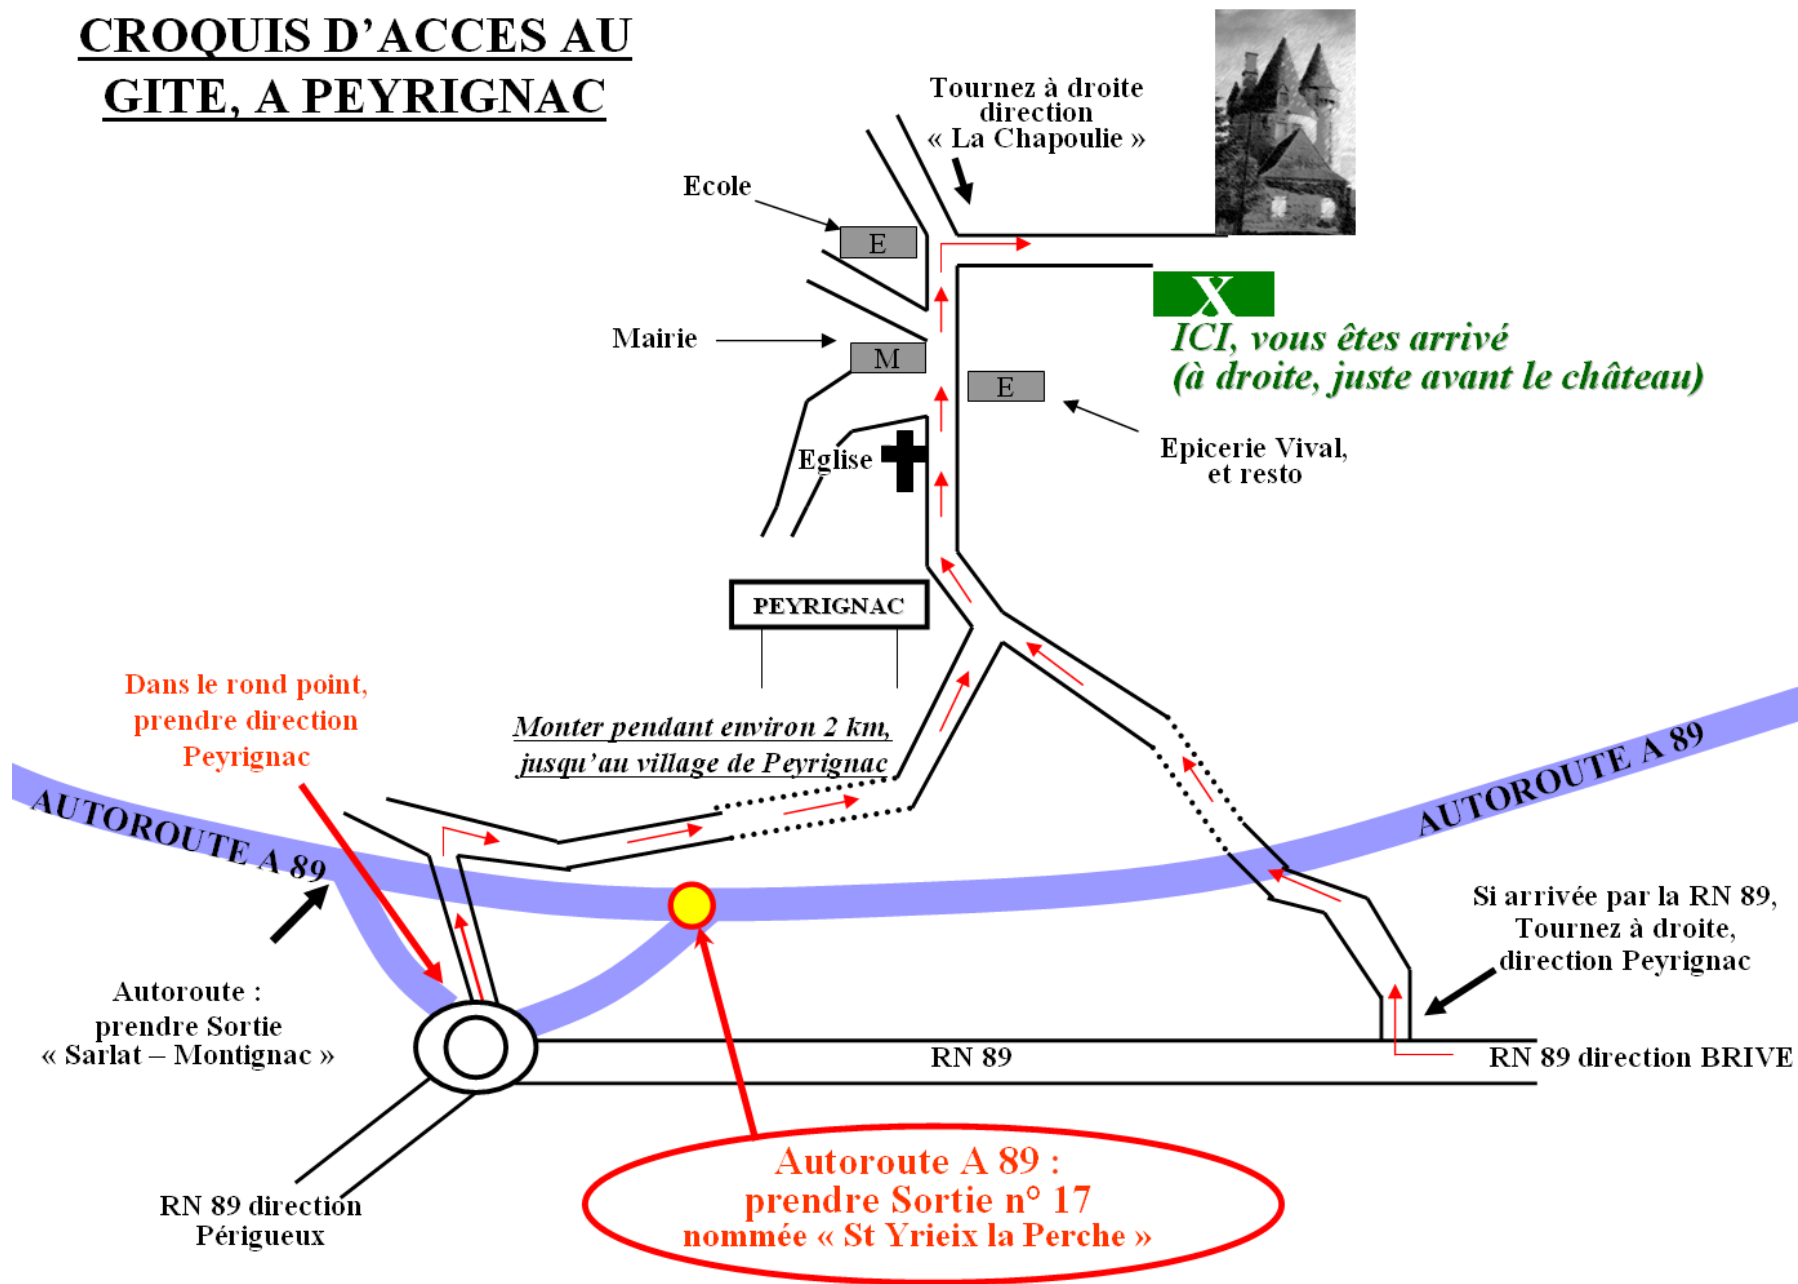 CROQUIS D’ACCES AU
GITE, A PEYRIGNAC
Tournez à droite
direction
« La Chapoulie »
Ecole
E
Mairie
M
X
ICI, vous êtes arrivé
(à droite, juste avant le château)
E
Epicerie Vival,
et resto
Eglise
PEYRIGNAC
Dans le rond point,
prendre direction
Peyrignac
Monter pendant environ 2 km,
jusqu’au village de Peyrignac
AUTOROUTE A 89
AUTOROUTE A 89
Si arrivée par la RN 89,
Tournez à droite,
direction Peyrignac
Autoroute :
prendre Sortie
« Sarlat – Montignac »
RN 89
RN 89 direction BRIVE
RN 89 direction
Périgueux
Autoroute A 89 :
prendre Sortie n° 17
nommée « St Yrieix la Perche »